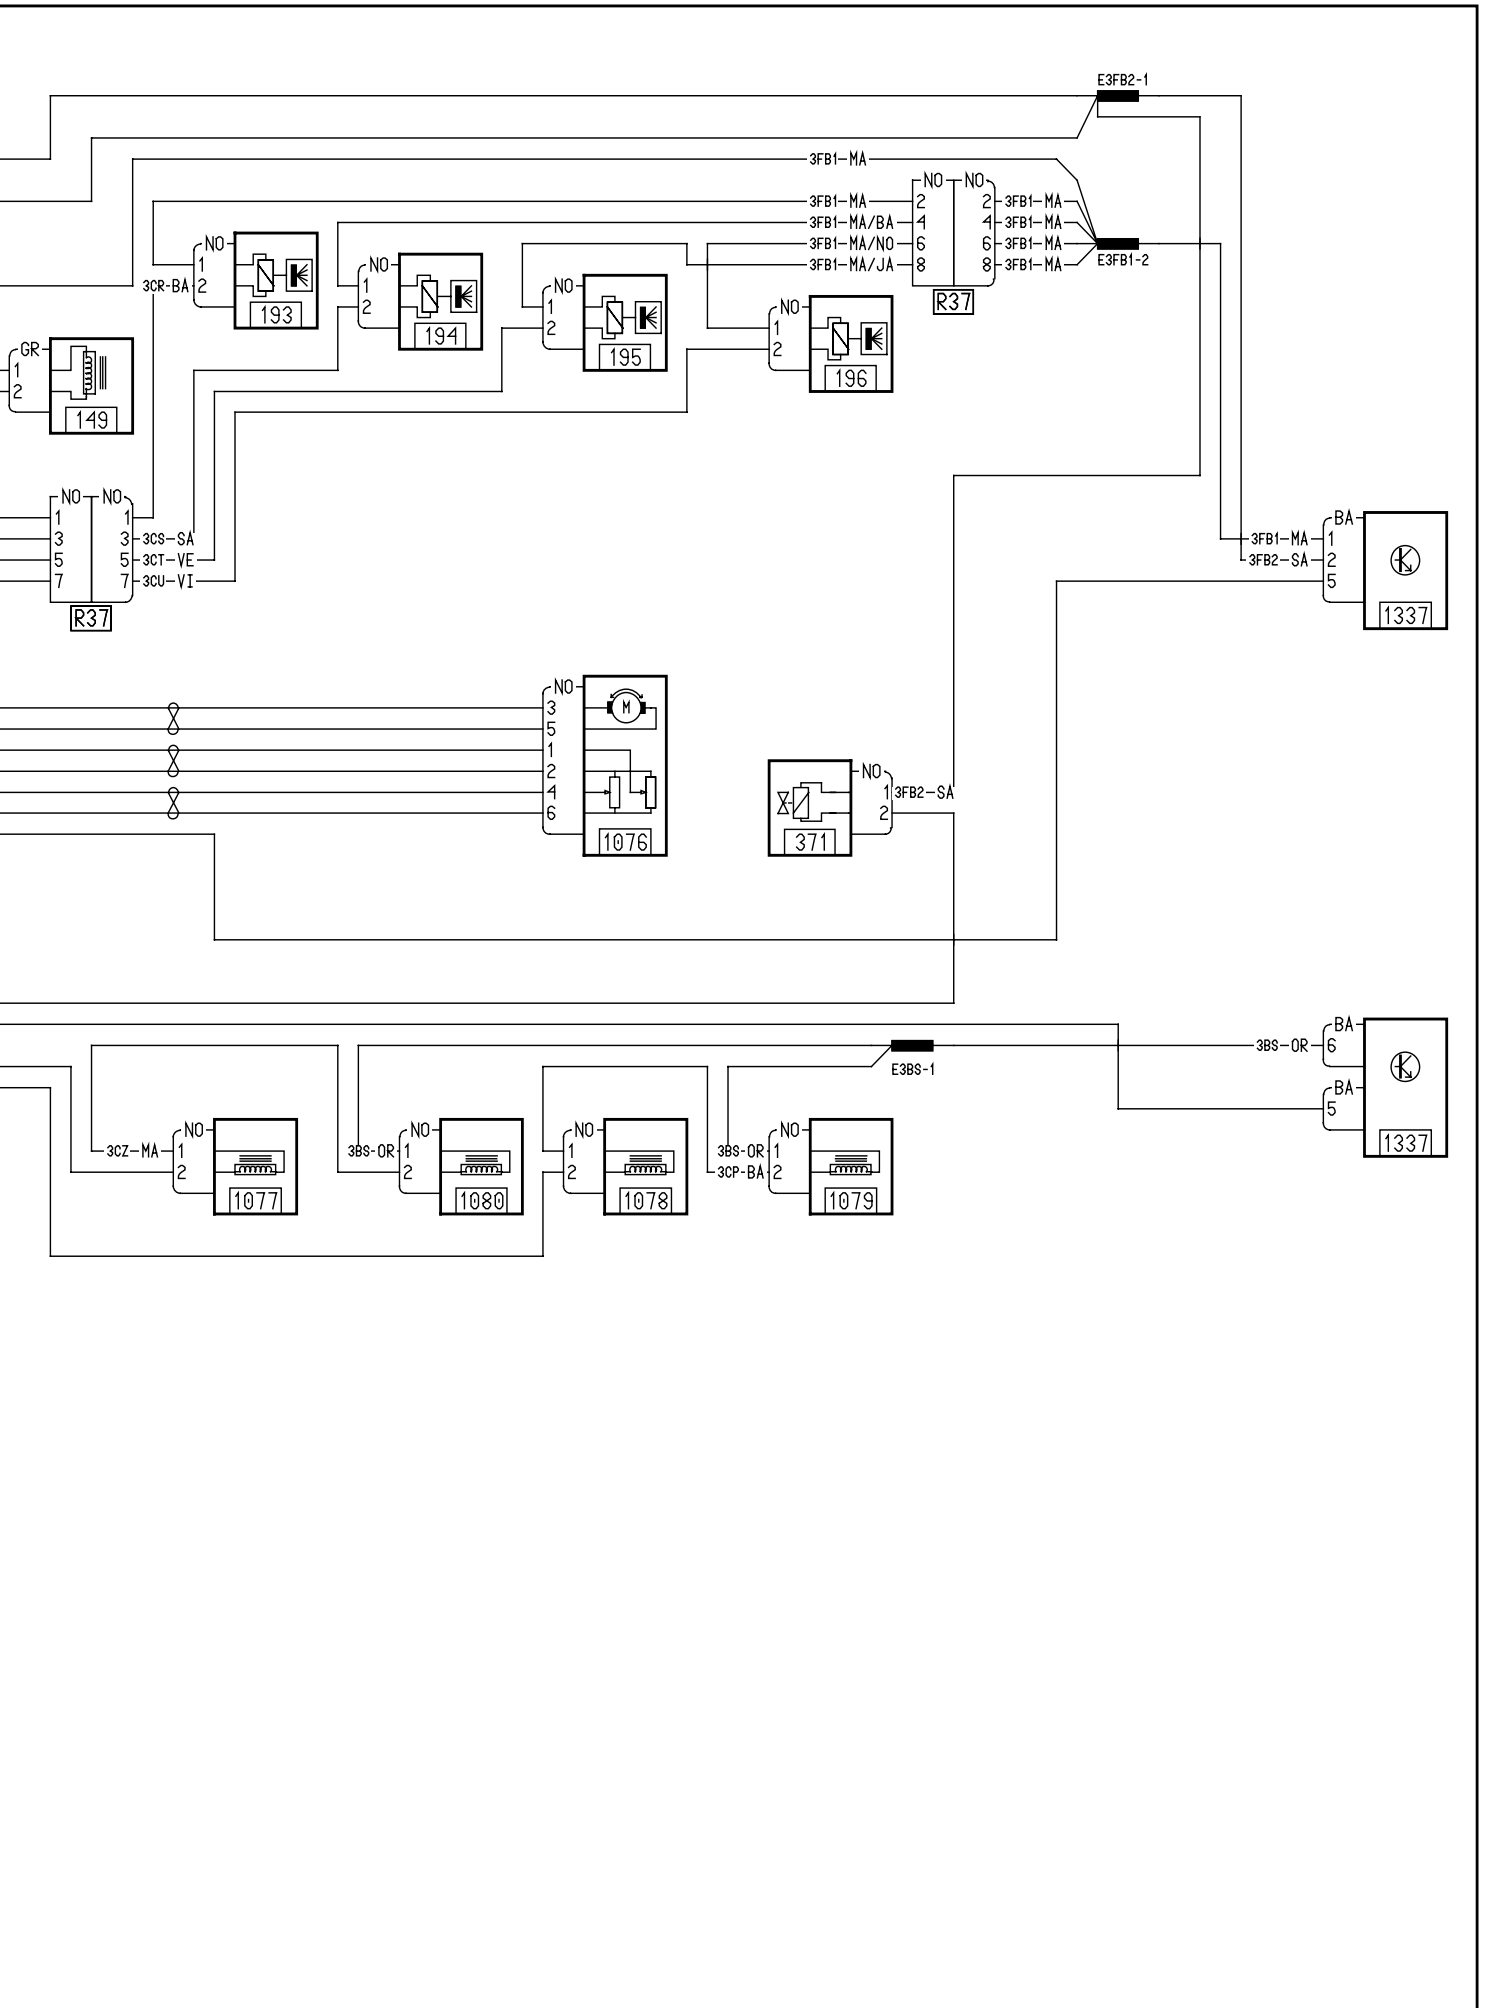 E3FB2-1
3FB1-MA
NO NO
3FB1-MA 2 2 3FB1-MA
3FB1-MA/BA 4 4 3FB1-MA
3FB1-MA/NO 6 6 3FB1-MA
3FB1-MA/JA 8 8 3FB1-MA
E3FB1-2
R37
NO
1
3CR-BA 2
193
NO
1
2
194
NO
1
2
195
NO
1
2
196
GR
1
2
149
NO NO
1 1
3 3 3CS-SA
5 5 3CT-VE
7 7 3CU-VI
R37
BA
3FB1-MA 1
3FB2-SA 2
5
1337
NO
3
5
1
2
4
6
M
1076
NO
1 3FB2-SA
2
371
E3BS-1
BA
3BS-OR 6
BA
5
1337
NO
3CZ-MA 1
2
1077
NO
3BS-OR 1
2
1080
NO
1
2
1078
NO
3BS-OR 1
3CP-BA 2
1079